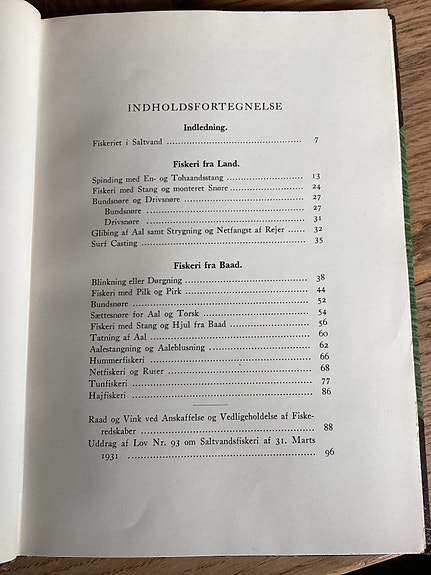 INDHOLDSFORTEGNELSE
Indledning.
Fiskeriet i Saltvand 7
Fiskeri fra Land.
Spinding med En- og Tohaandsstang 13
Fiskeri med Stang og monteret Snøre 24
Bundsnøre og Drivsnøre 27
Bundsnøre 27
Drivsnøre 31
Glibing af Aal samt Strygning og Netfangst af Rejer 32
Surf Casting 35
Fiskeri fra Baad.
Blinkning eller Dørgning 38
Fiskeri med Pilk og Pirk 44
Bundsnøre 52
Sættesnøre for Aal og Torsk 54
Fiskeri med Stang og Hjul fra Baad 56
Tatning af Aal 60
Aalestangning og Aaleblusning 62
Hummerfiskeri 66
Netfiskeri og Ruser 68
Tunfiskeri 77
Hajfiskeri 86
Raad og Vink ved Anskaffelse og Vedligeholdelse af Fiske-
redskaber 88
Uddrag af Lov Nr. 93 om Saltvandsfiskeri af 31. Marts
1931 96